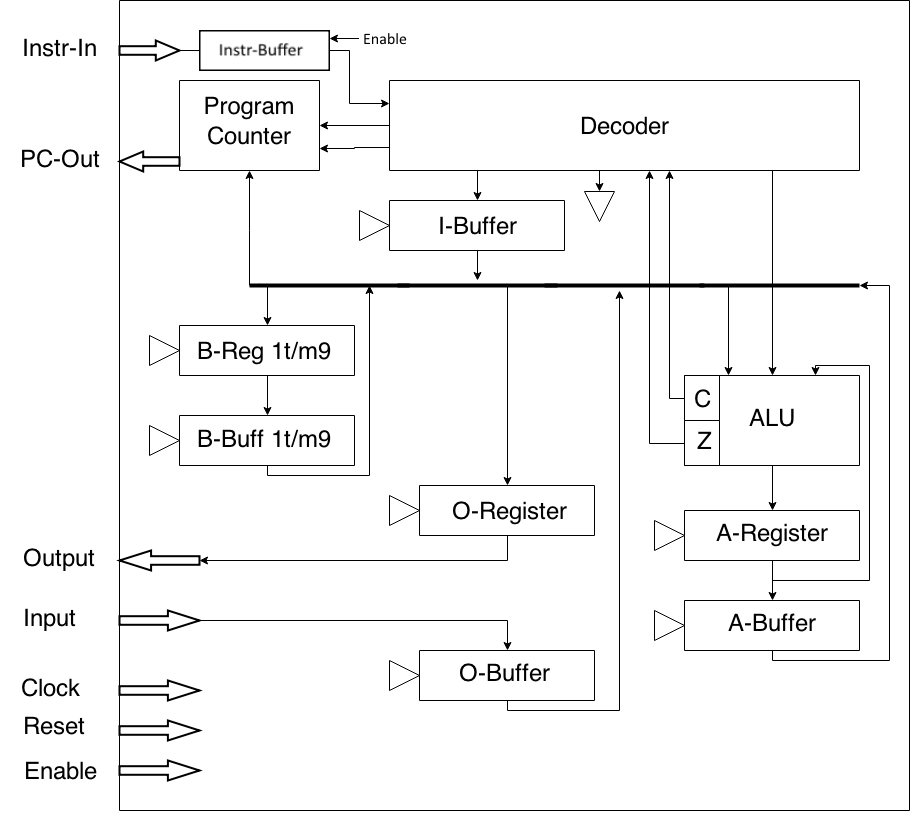 Instr-In
Instr-Buffer
Enable
Program
Counter
Decoder
PC-Out
I-Buffer
B-Reg 1t/m9
B-Buff 1t/m9
C
Z
ALU
O-Register
A-Register
Output
Input
A-Buffer
O-Buffer
Clock
Reset
Enable